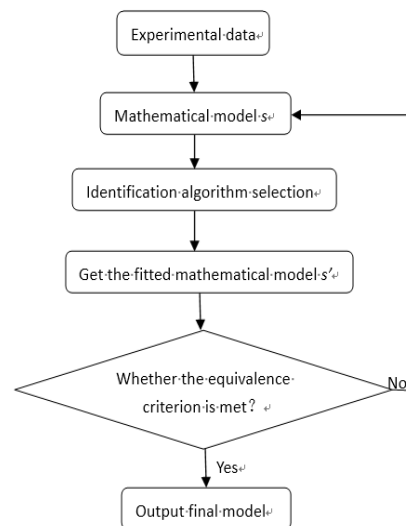 Experimental data
Mathematical model s
Identification algorithm selection
Get the fitted mathematical model s′
Whether the equivalence
criterion is met?
No
Yes
Output final model